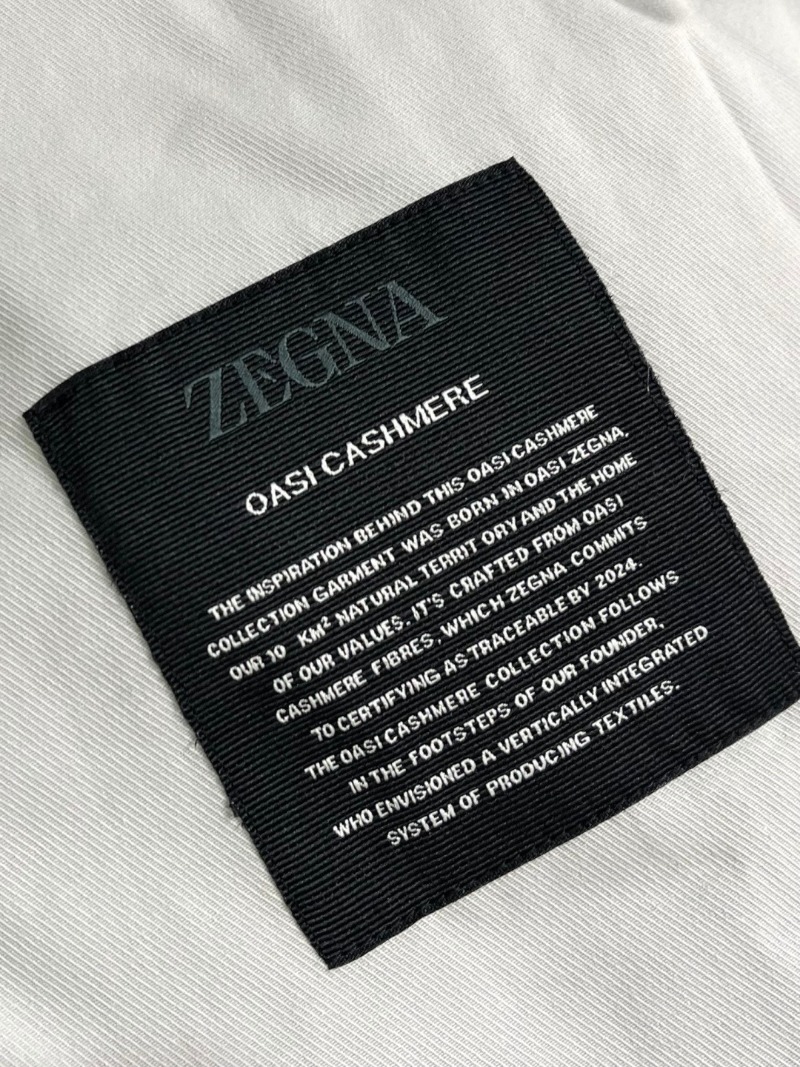 ZEGNA
OASI CASHMERE
THE INSPIRATION BEHIND THIS OASI CASHMERE
COLLECTION GARMENT WAS BORN IN OASI ZEGNA,
OUR 10 KM² NATURAL TERRIT ORY AND THE HOME
OF OUR VALUES. IT'S CRAFTED FROM OASI
CASHMERE FIBRES, WHICH ZEGNA COMMITS
TO CERTIFYING AS TRACEABLE BY 2024.
THE OASI CASHMERE COLLECTION FOLLOWS
IN THE FOOTSTEPS OF OUR FOUNDER,
WHO ENVISIONED A VERTICALLY INTEGRATED
SYSTEM OF PRODUCING TEXTILES.